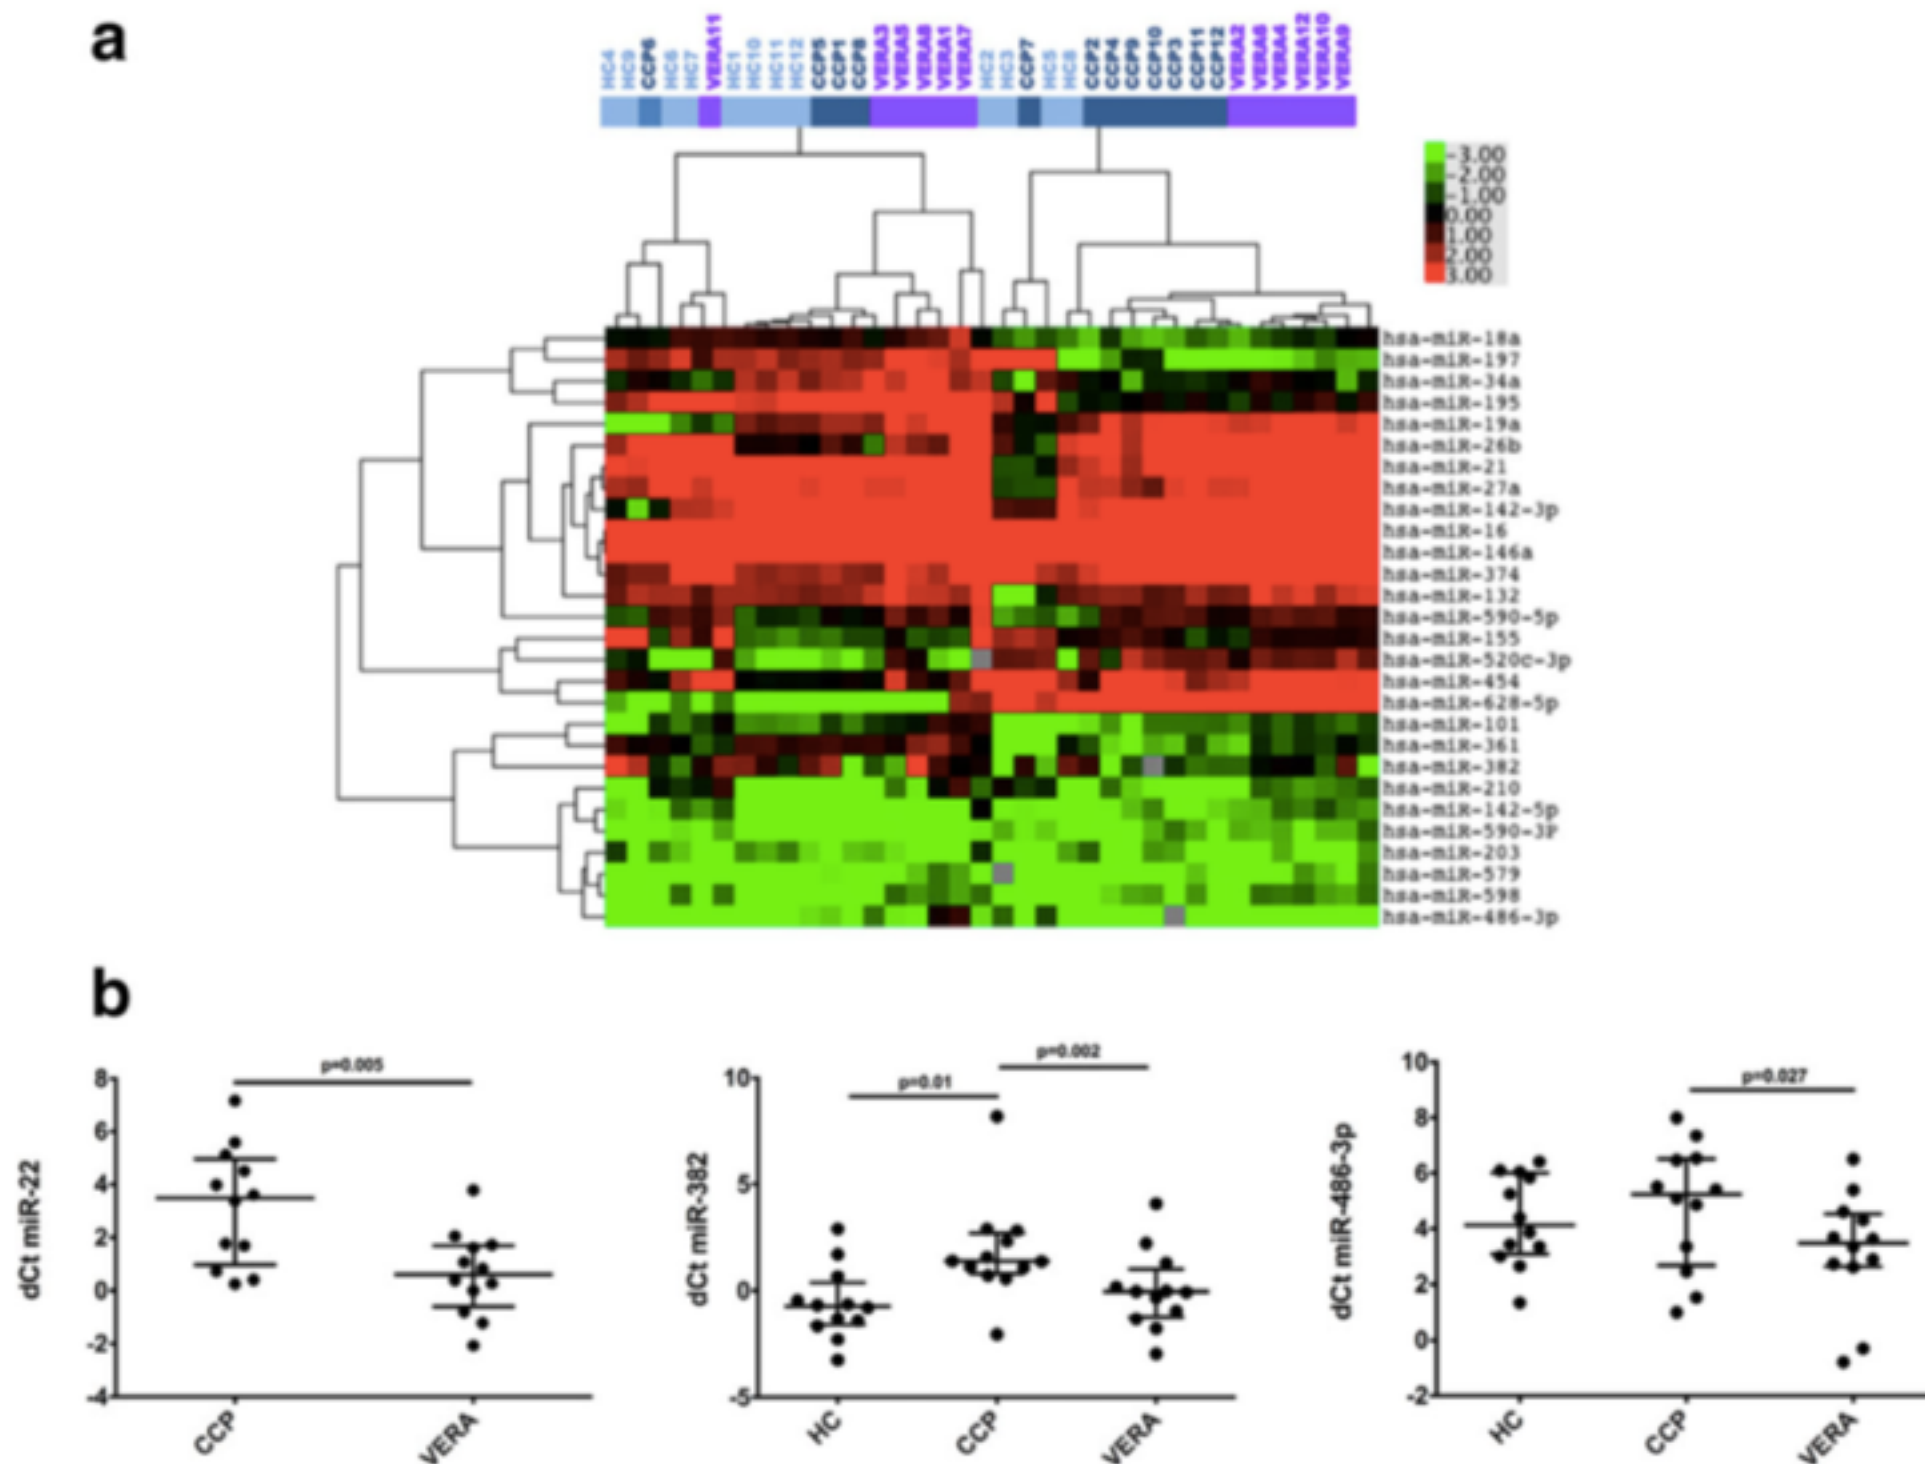 a
HC4 HC9 CCP6 HC6 HC7 VERA11 HC1 HC10 HC11 HC12 CCP5 CCP1 CCP8 VERA3 VERA5 VERA8 VERA1 VERA7 HC2 HC3 CCP7 HC5 HC8 CCP2 CCP4 CCP9 CCP10 CCP3 CCP11 CCP12 VERA2 VERA6 VERA4 VERA12 VERA10 VERA9
-3.00
-2.00
-1.00
0.00
1.00
2.00
3.00
hsa-miR-18a
hsa-miR-197
hsa-miR-34a
hsa-miR-195
hsa-miR-19a
hsa-miR-26b
hsa-miR-21
hsa-miR-27a
hsa-miR-142-3p
hsa-miR-16
hsa-miR-146a
hsa-miR-374
hsa-miR-132
hsa-miR-590-5p
hsa-miR-155
hsa-miR-520c-3p
hsa-miR-454
hsa-miR-628-5p
hsa-miR-101
hsa-miR-361
hsa-miR-382
hsa-miR-210
hsa-miR-142-5p
hsa-miR-590-3P
hsa-miR-203
hsa-miR-579
hsa-miR-598
hsa-miR-486-3p
b
dCt miR-22
8
6
4
2
0
-2
-4
p=0.005
CCP VERA
dCt miR-382
10
5
0
-5
p=0.01
p=0.002
HC CCP VERA
dCt miR-486-3p
10
8
6
4
2
0
-2
p=0.027
HC CCP VERA